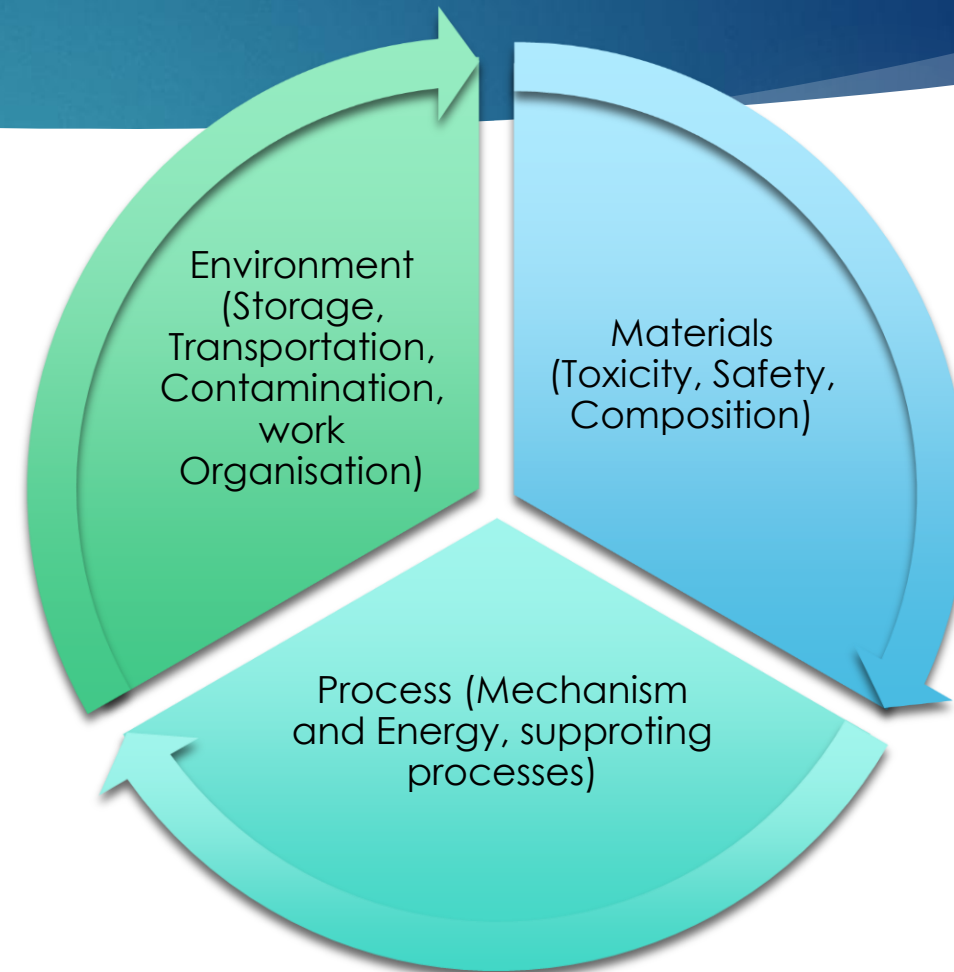 Environment
(Storage,
Transportation,
Contamination,
work
Organisation)
Materials
(Toxicity, Safety,
Composition)
Process (Mechanism
and Energy, supproting
processes)